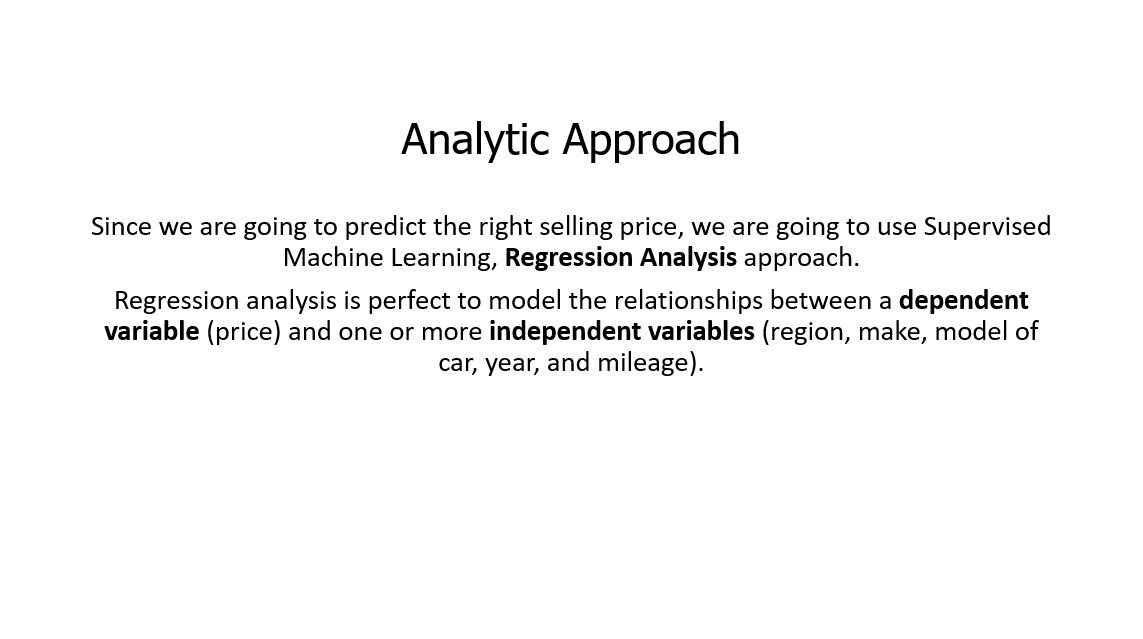 Analytic Approach
Since we are going to predict the right selling price, we are going to use Supervised
Machine Learning, Regression Analysis approach.
Regression analysis is perfect to model the relationships between a dependent
variable (price) and one or more independent variables (region, make, model of
car, year, and mileage).